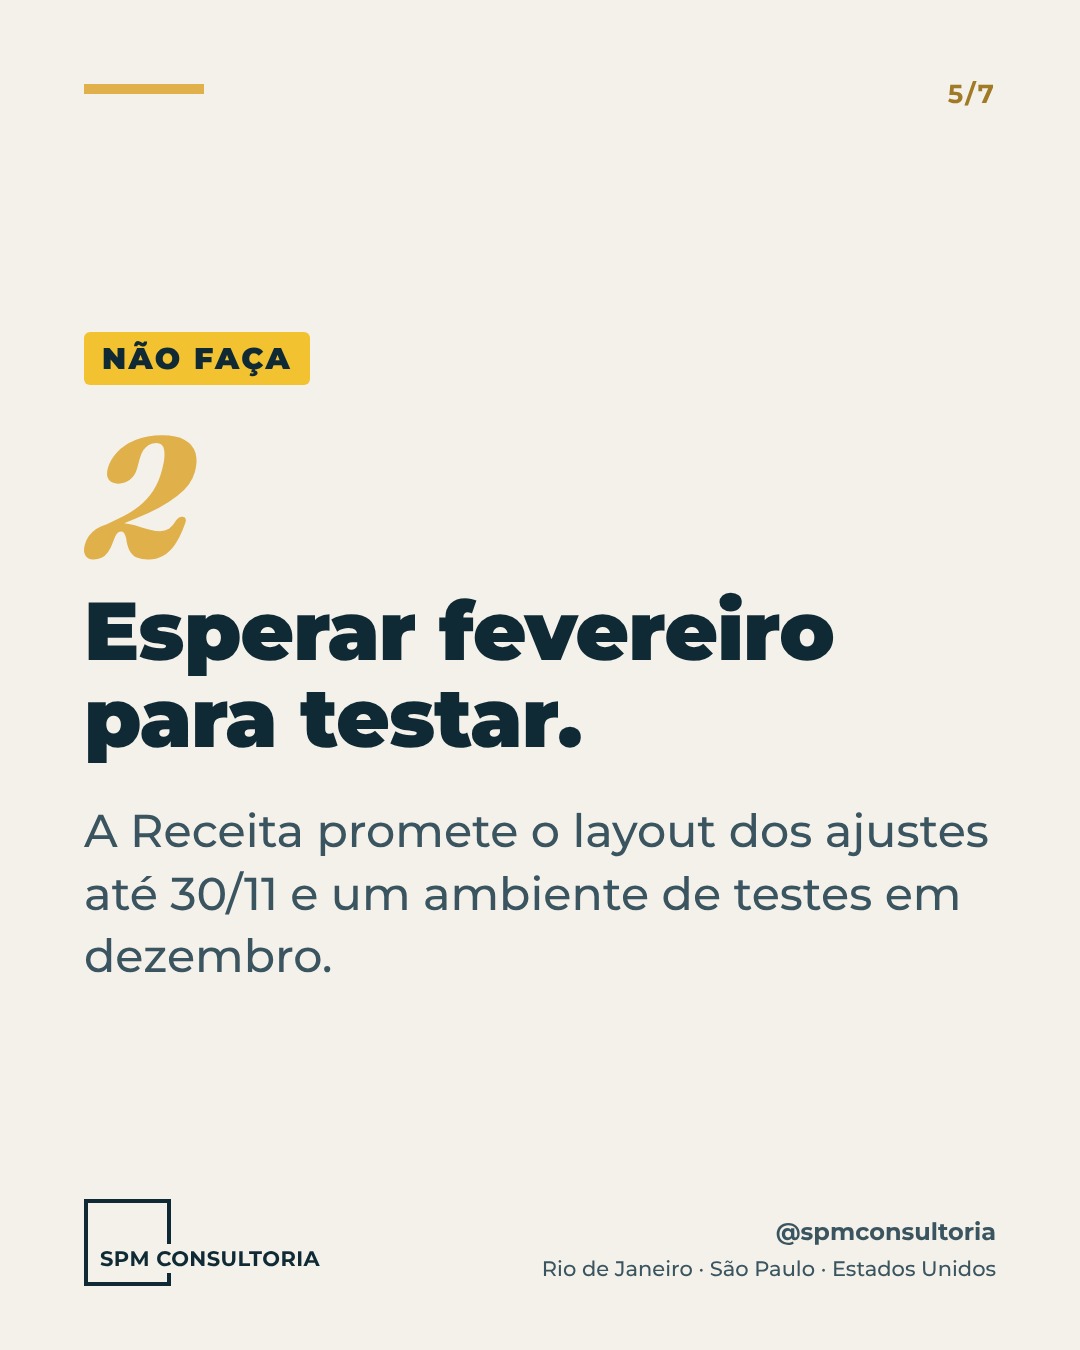 5/7
NÃO FAÇA
2
Esperar fevereiro
para testar.
A Receita promete o layout dos ajustes
até 30/11 e um ambiente de testes em
dezembro.
SPM CONSULTORIA
@spmconsultoria
Rio de Janeiro · São Paulo · Estados Unidos